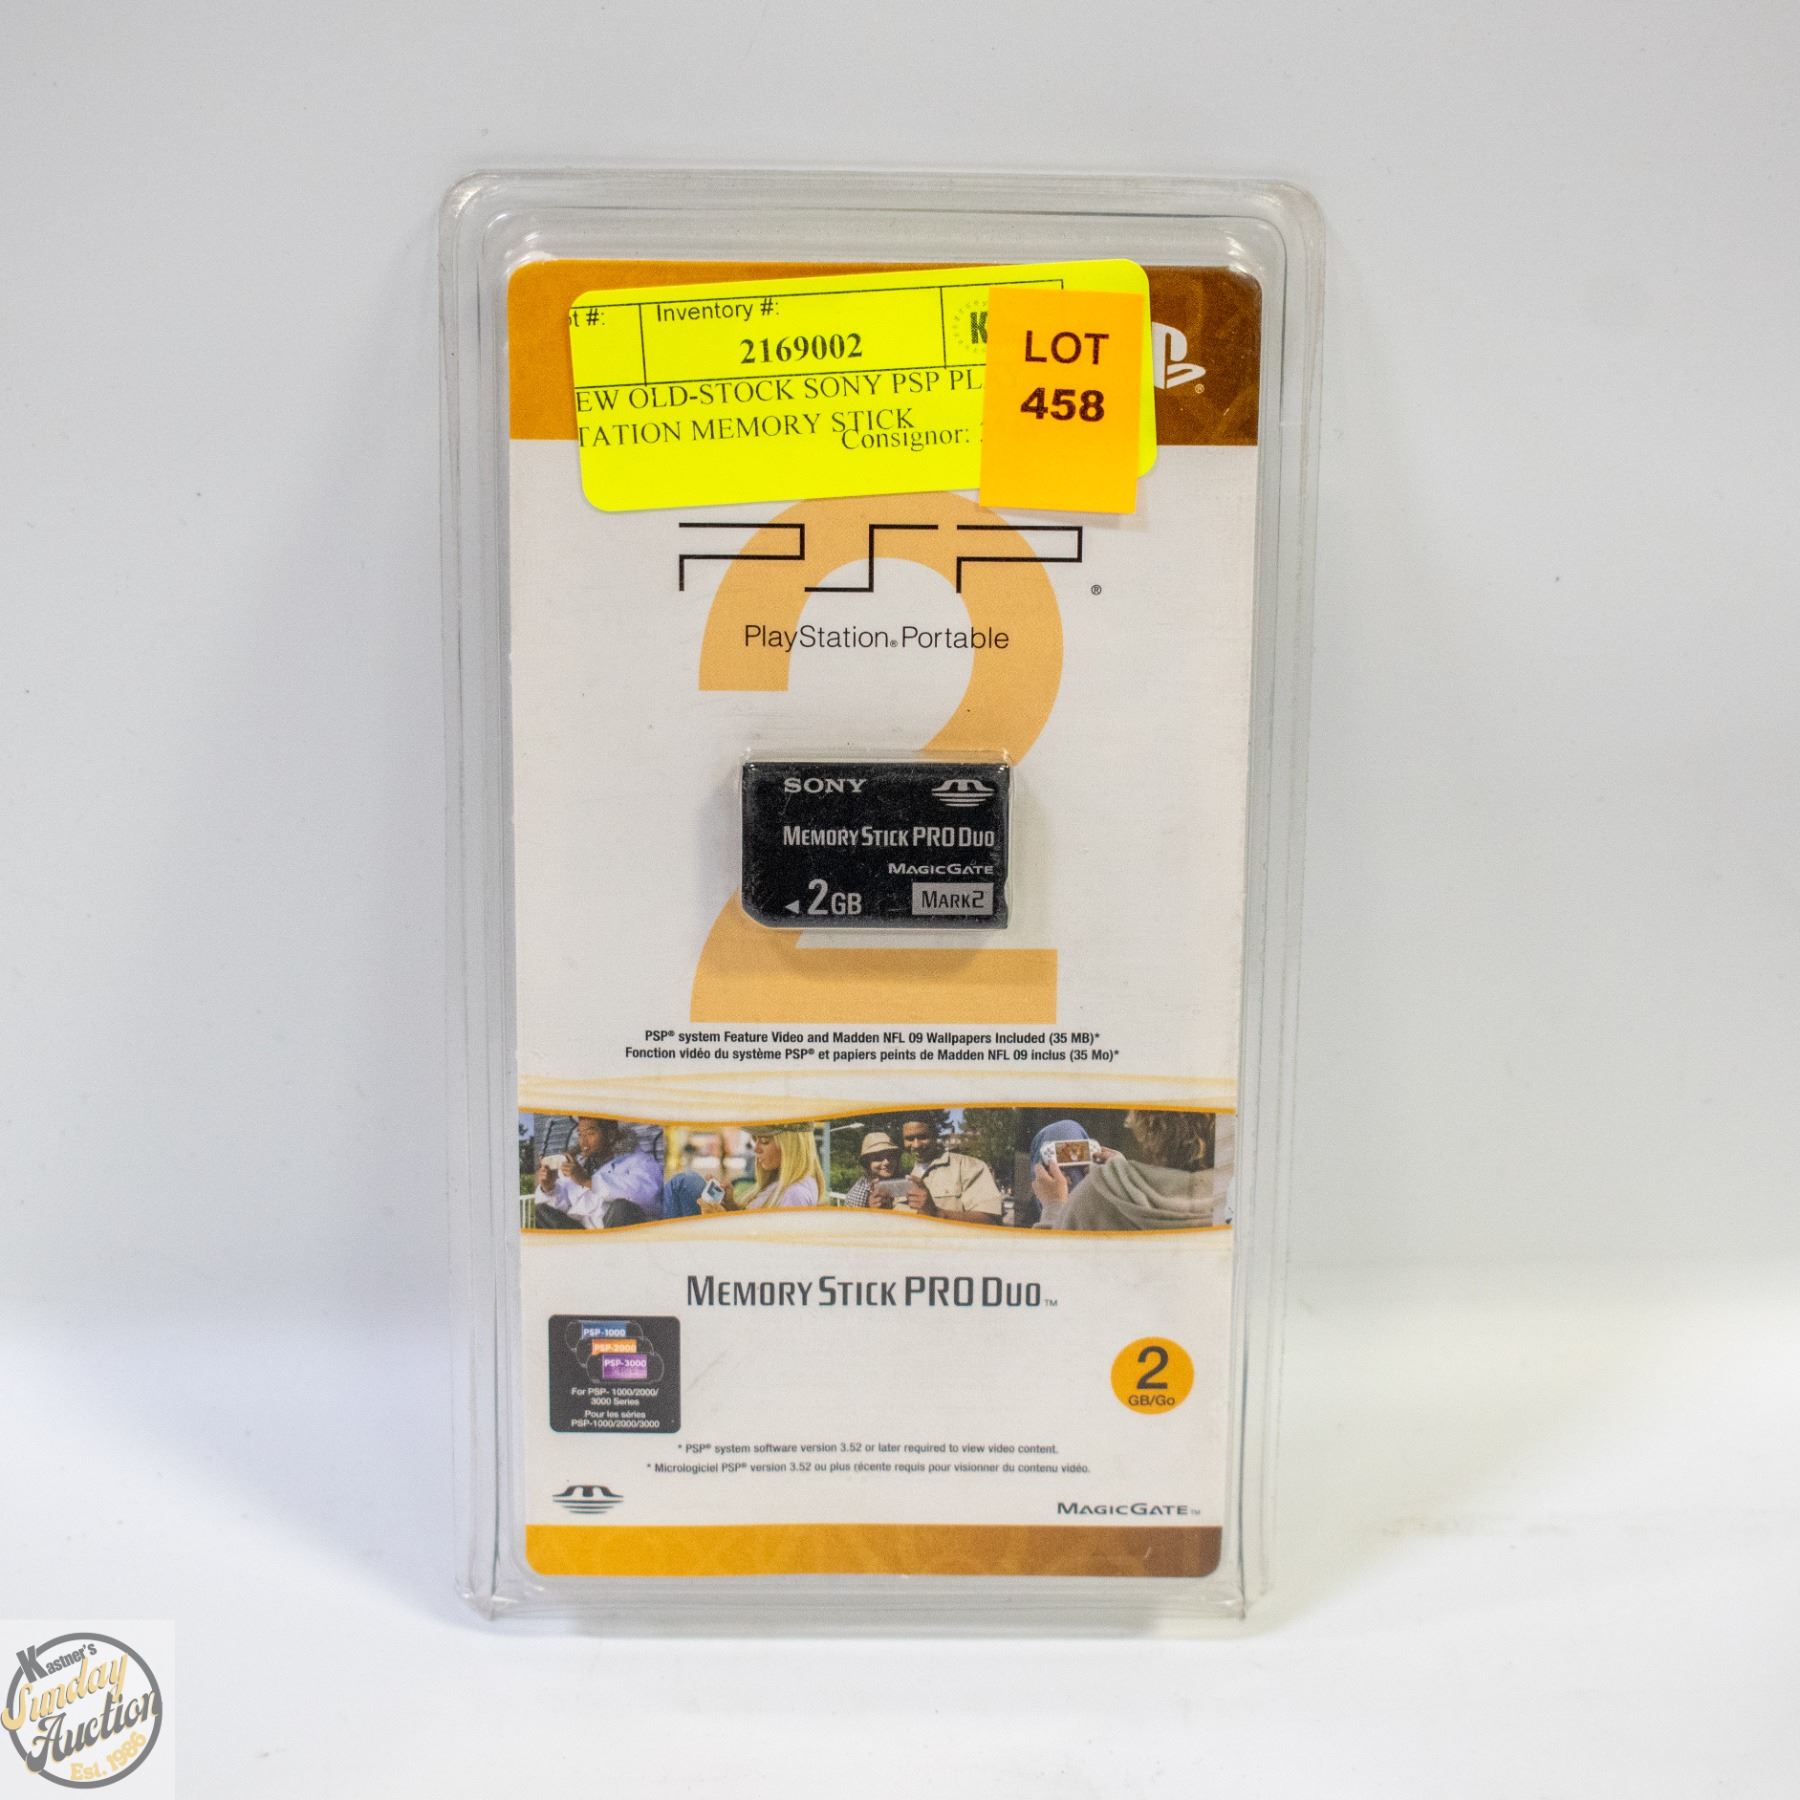 Inventory #:
2169002
LOT
458
EW OLD-STOCK SONY PSP PL
TATION MEMORY STICK
Consignor:
PSP®
PlayStation® Portable
SONY
MEMORY STICK PRO DUO
MAGICGATE
2GB
MARK2
PSP® system Feature Video and Madden NFL 09 Wallpapers Included (35 MB)*
Fonction vidéo du système PSP® et papiers peints de Madden NFL 09 inclus (35 Mo)*
MEMORY STICK PRO DUO™
PSP-1000
PSP-2000
PSP-3000
For PSP- 1000/2000/
3000 Series
Pour les séries
PSP-1000/2000/3000
2
GB/Go
* PSP® system software version 3.52 or later required to view video content.
* Micrologiciel PSP® version 3.52 ou plus récente requis pour visionner du contenu vidéo.
MAGICGATE™
Kastner's
Sunday
Auction
Est. 1986